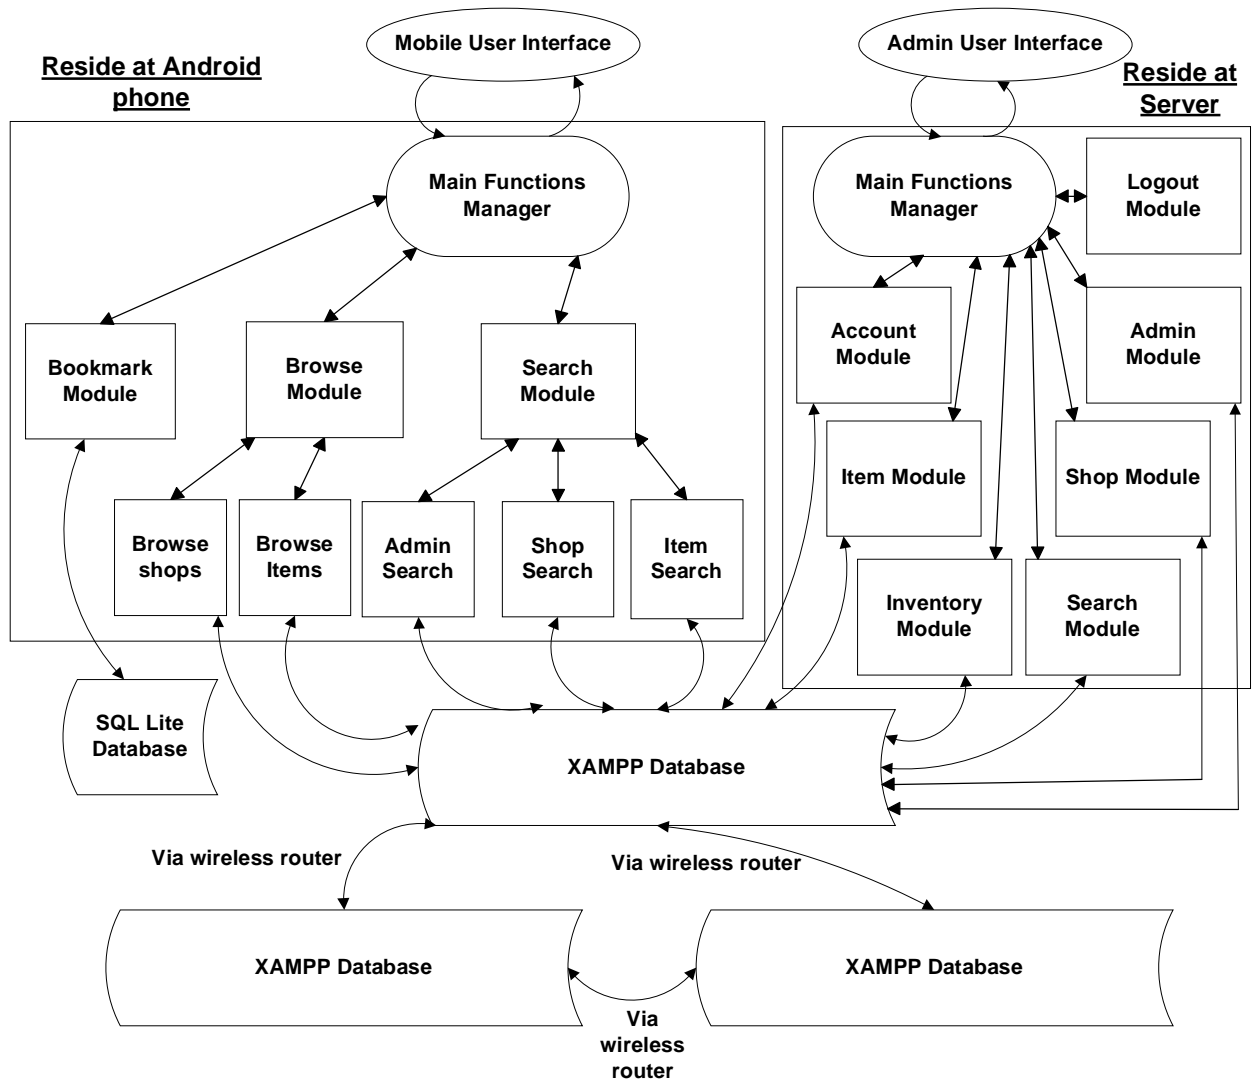 Mobile User Interface
Admin User Interface
Reside at Android
phone
Reside at
Server
Main Functions
Manager
Main Functions
Manager
Logout
Module
Bookmark
Module
Browse
Module
Search
Module
Account
Module
Admin
Module
Item Module
Shop Module
Browse
shops
Browse
Items
Admin
Search
Shop
Search
Item
Search
Inventory
Module
Search
Module
SQL Lite
Database
XAMPP Database
Via wireless router
Via wireless router
XAMPP Database
XAMPP Database
Via
wireless
router